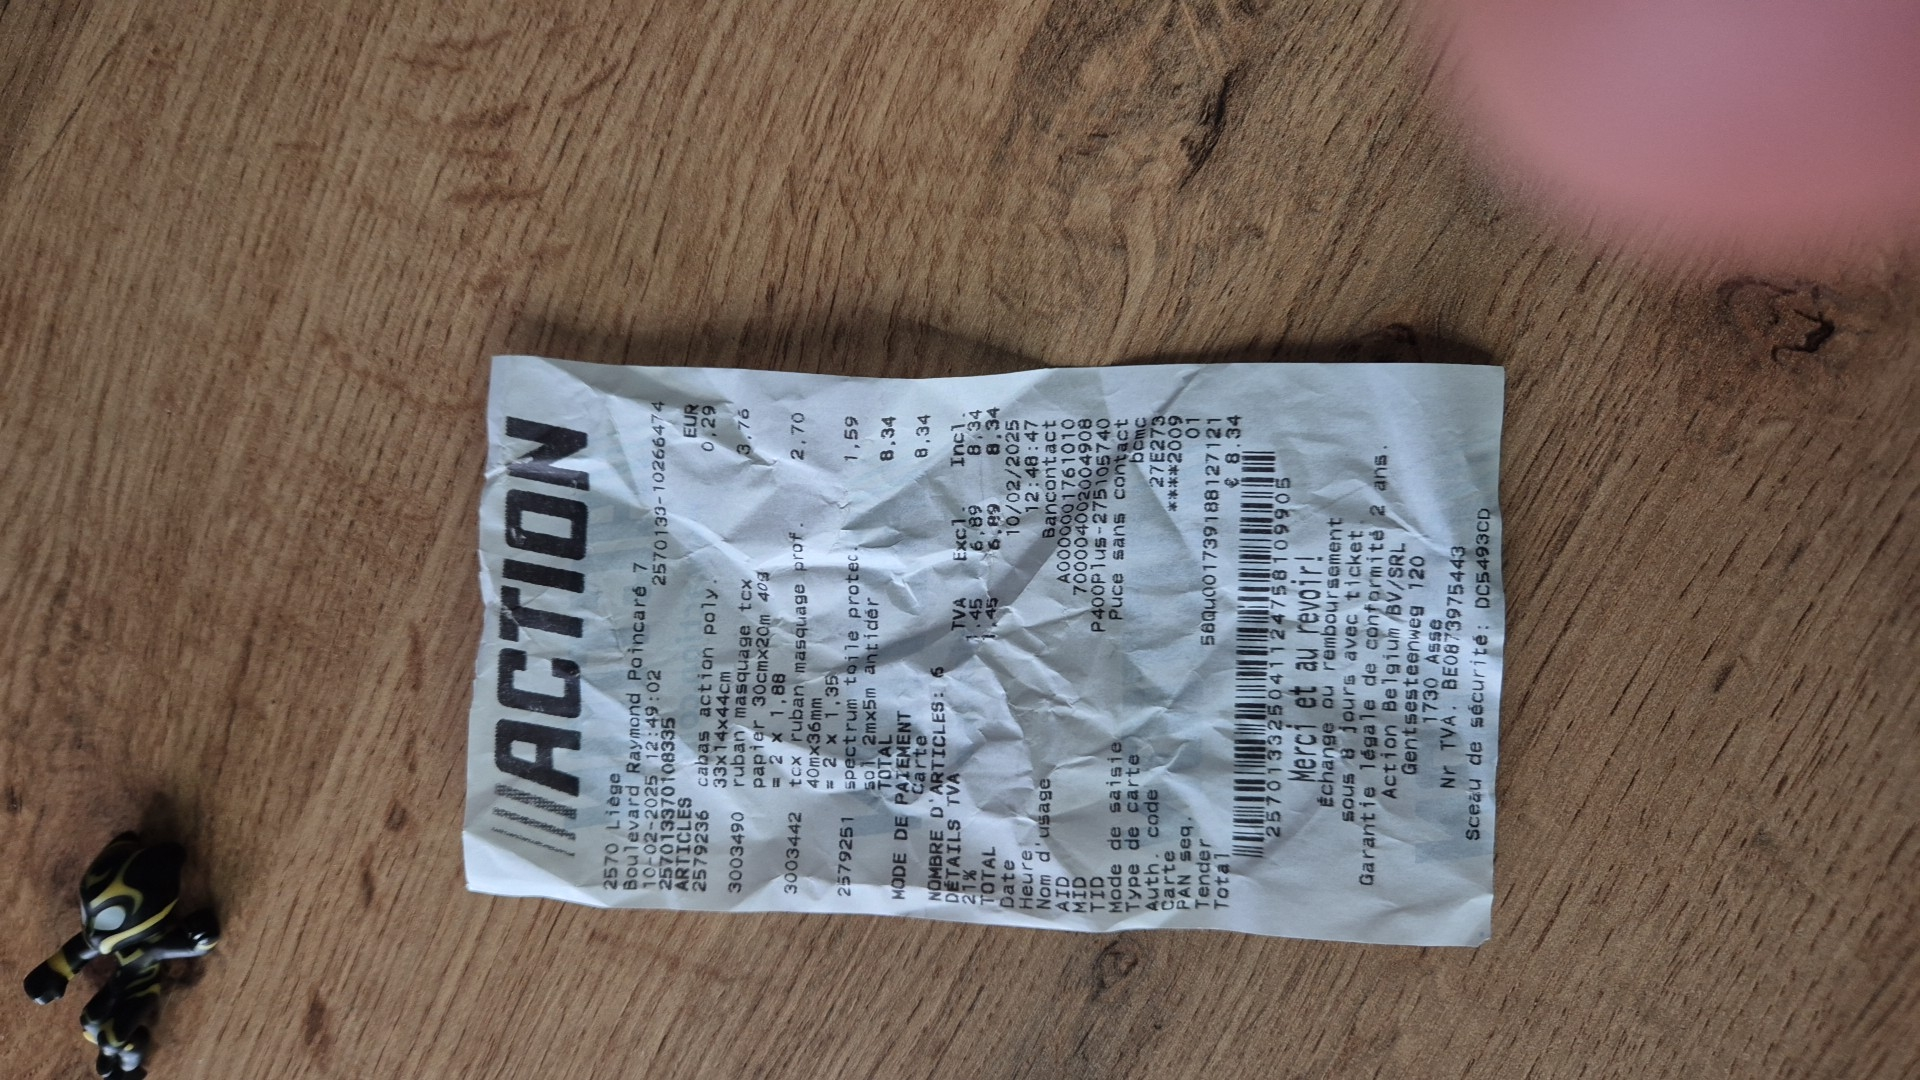 ACTION
2570 Liège
Boulevard Raymond Poincaré 7
10-02-2025 12:49:02 2570133-10266474
257013370108335
ARTICLES EUR
2579236 cabas action poly. 0,29
33x14x44cm
3003490 ruban masquage tcx 3,76
papier 30cmx20m 40g
= 2 x 1,88
3003442 tcx ruban masquage prof. 2,70
40mx36mm
= 2 x 1,35
2579251 spectrum toile protec. 1,59
sol 2mx5m antidér
TOTAL 8,34
MODE DE PAIEMENT
Carte 8,34
NOMBRE D'ARTICLES: 6
DÉTAILS TVA TVA Excl. Incl.
21% 1,45 6,89 8,34
TOTAL 1,45 6,89 8,34
Date 10/02/2025
Heure 12:48:47
Nom d'usage Bancontact
AID
MID
TID P400Plus-275105740
Mode de saisie Puce sans contact
Type de carte bcmc
Auth. code 27E273
Carte ****2009
PAN seq. 01
Tender
Total € 8.34
Merci et au revoir!
Échange ou remboursement
sous 8 jours avec ticket.
Garantie légale de conformité 2 ans.
Action Belgium BV/SRL
Gentsesteenweg 120
1730 Asse
Nr TVA: BE0873975443
Sceau de sécurité: DC5493CD